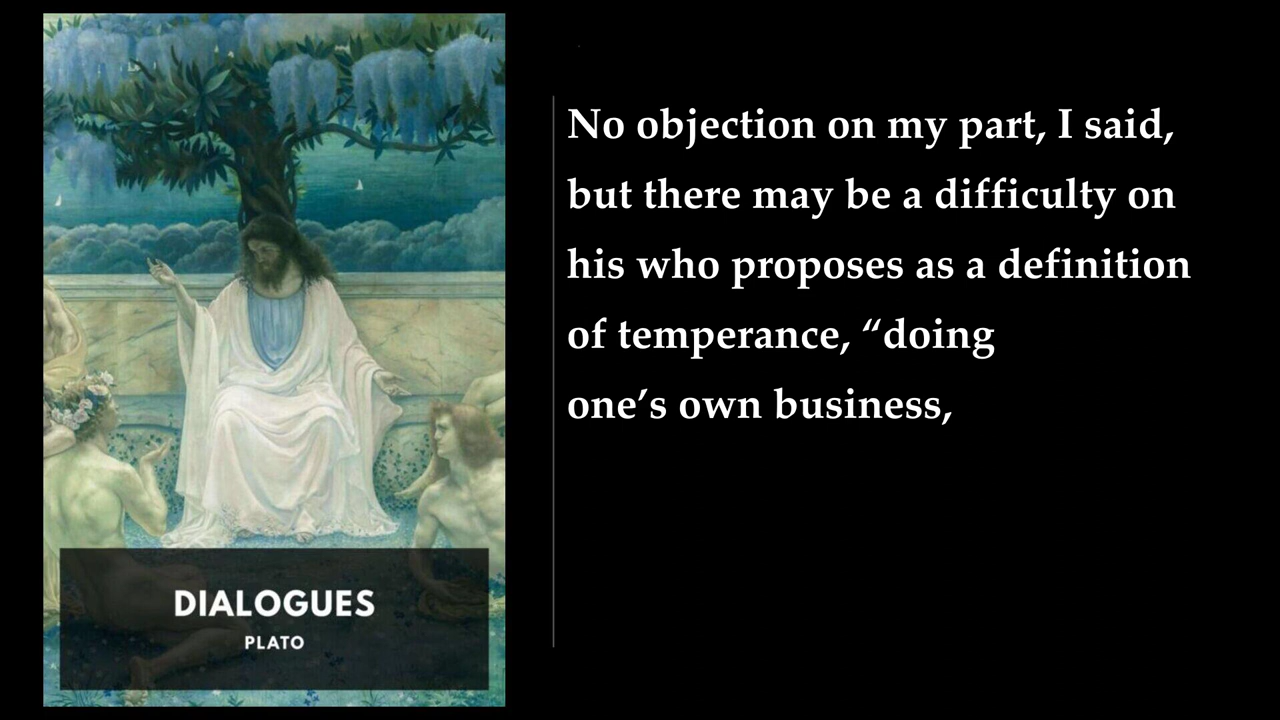 No objection on my part, I said,
but there may be a difficulty on
his who proposes as a definition
of temperance, “doing
one’s own business,
DIALOGUES
PLATO